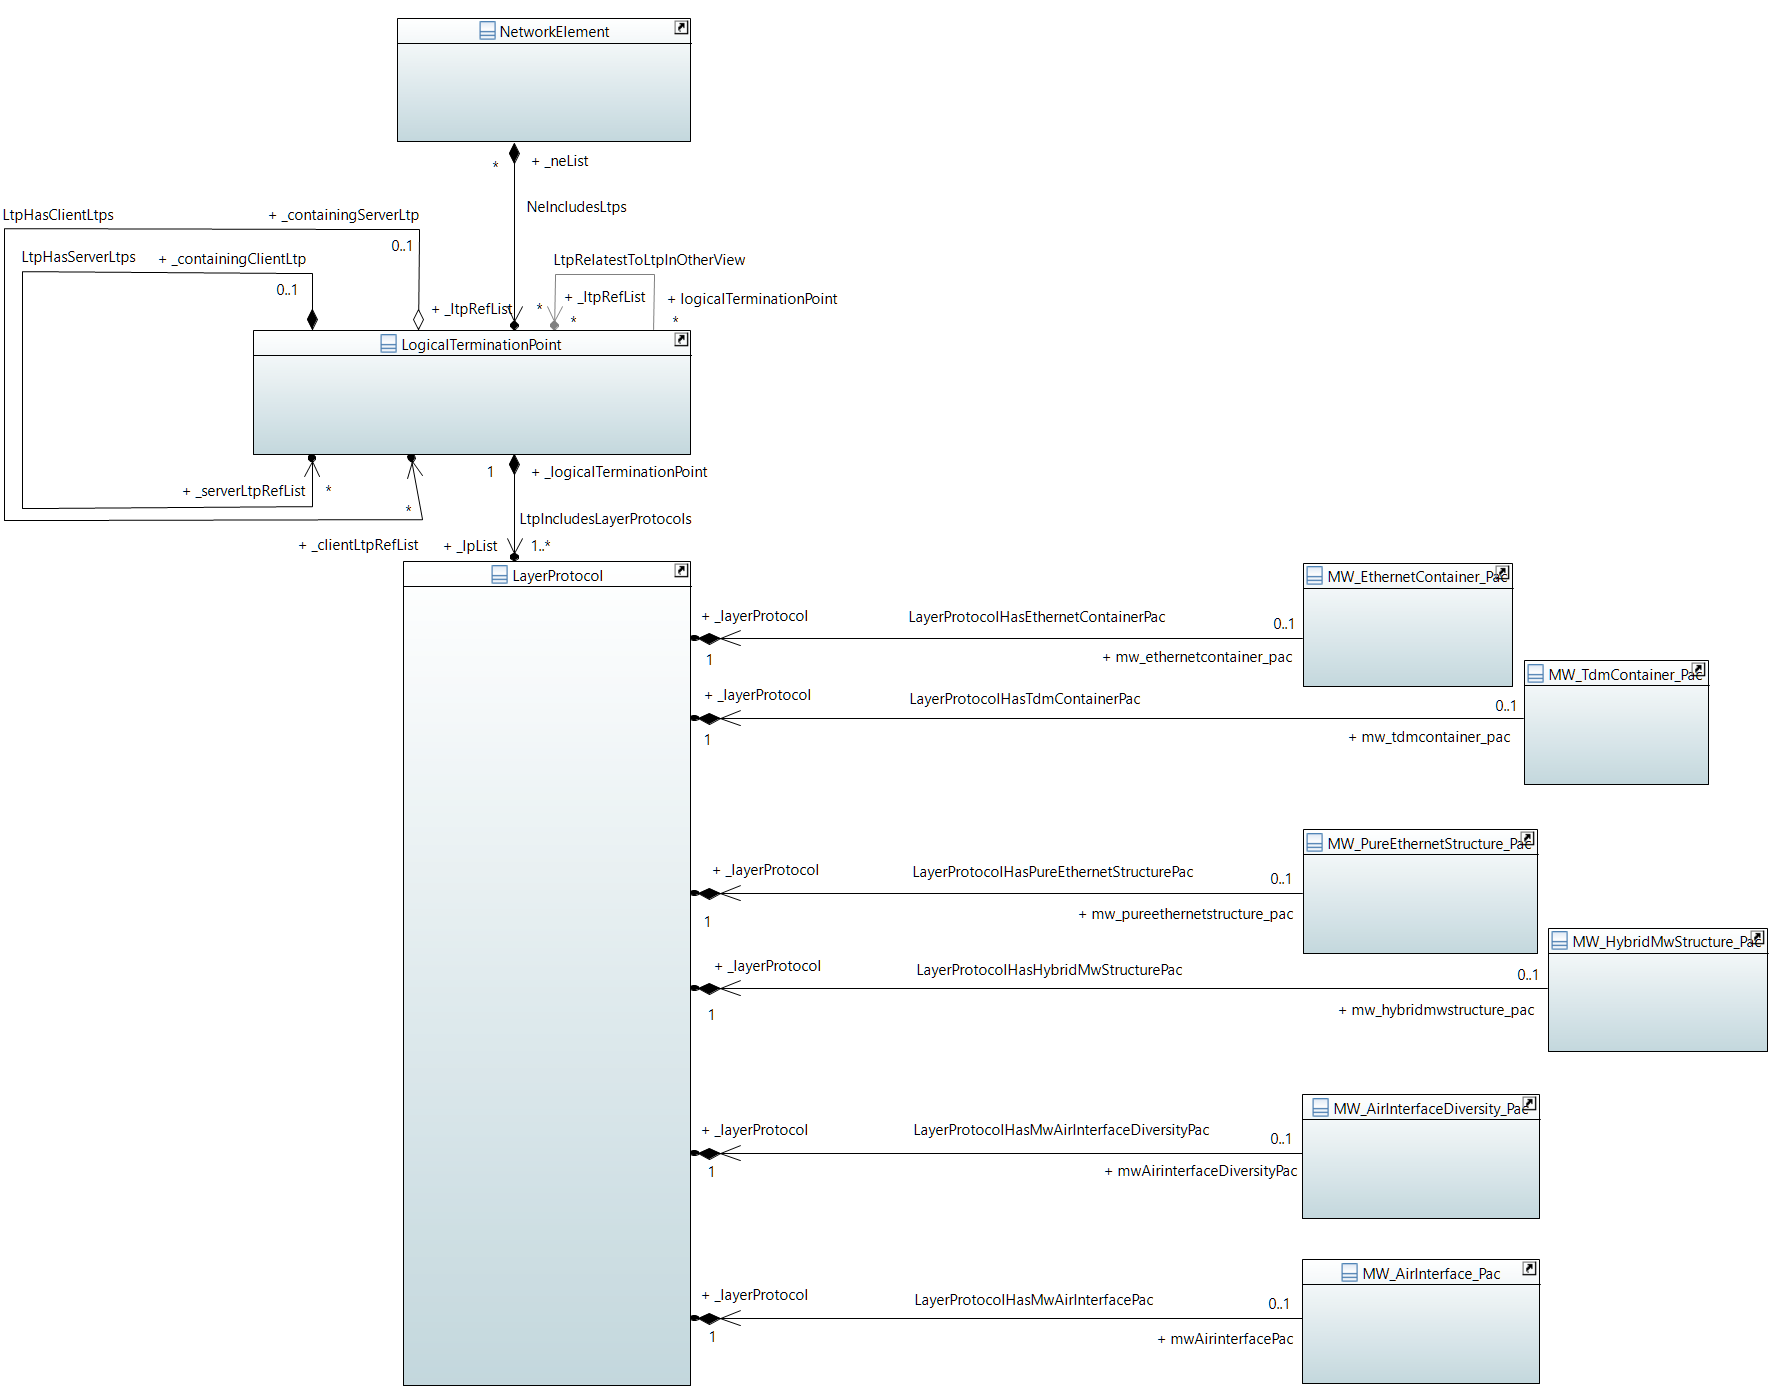 NetworkElement
*
+ _neList
NeIncludesLtps
LtpHasClientLtps
+ _containingServerLtp
0..1
LtpHasServerLtps
+ _containingClientLtp
0..1
LtpRelatestToLtpInOtherView
+ _ltpRefList
*
+ _ltpRefList
*
+ logicalTerminationPoint
*
LogicalTerminationPoint
1
+ _logicalTerminationPoint
+ _serverLtpRefList
*
*
LtpIncludesLayerProtocols
+ _clientLtpRefList
+ _lpList
1..*
LayerProtocol
MW_EthernetContainer_Pac
+ _layerProtocol
LayerProtocolHasEthernetContainerPac
0..1
1
+ mw_ethernetcontainer_pac
MW_TdmContainer_Pac
+ _layerProtocol
LayerProtocolHasTdmContainerPac
0..1
1
+ mw_tdmcontainer_pac
MW_PureEthernetStructure_Pac
+ _layerProtocol
LayerProtocolHasPureEthernetStructurePac
0..1
1
+ mw_pureethernetstructure_pac
MW_HybridMwStructure_Pac
+ _layerProtocol
LayerProtocolHasHybridMwStructurePac
0..1
1
+ mw_hybridmwstructure_pac
MW_AirInterfaceDiversity_Pac
+ _layerProtocol
LayerProtocolHasMwAirInterfaceDiversityPac
0..1
1
+ mwAirinterfaceDiversityPac
MW_AirInterface_Pac
+ _layerProtocol
LayerProtocolHasMwAirInterfacePac
0..1
1
+ mwAirinterfacePac